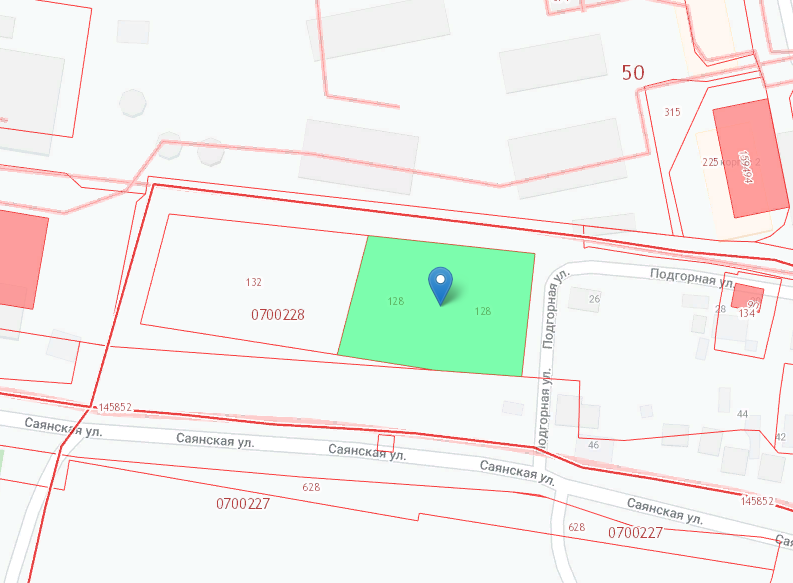 50
315
132
128
128
0700228
Подгорная ул.
Подгорная ул.
26
28
134
145852
44
42
46
Саянская ул.
Саянская ул.
Саянская ул.
Саянская ул.
Саянская ул.
145852
628
0700227
628
0700227